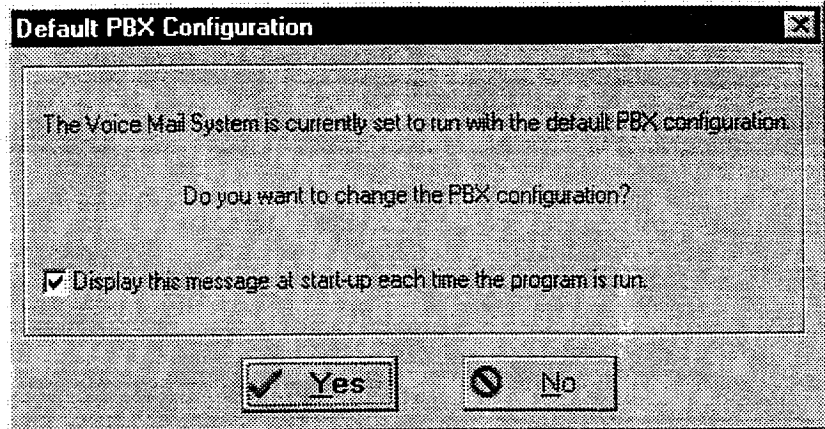 Default PBX Configuration
The Voice Mail System is currently set to run with the default PBX configuration.
Do you want to change the PBX configuration?
Display this message at start-up each time the program is run.
Yes
No